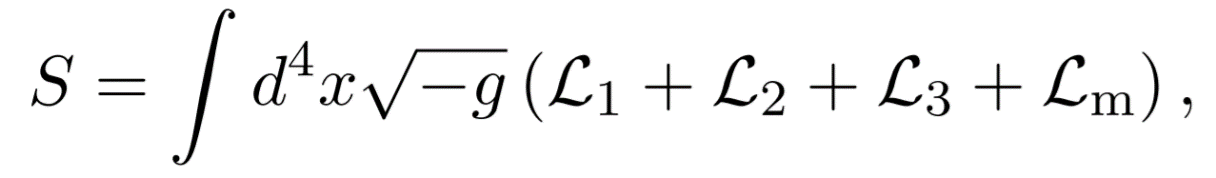 S = ∫ d⁴x√−g (ℒ₁ + ℒ₂ + ℒ₃ + ℒₘ) ,